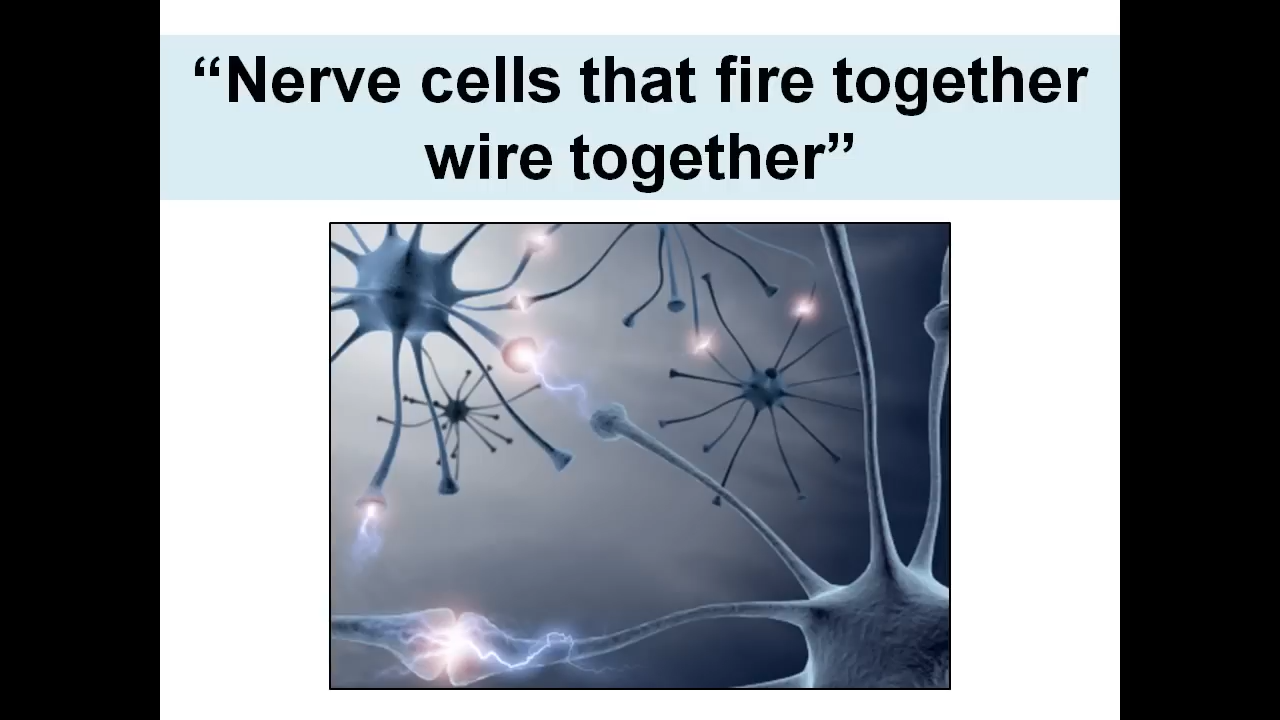 “Nerve cells that fire together
wire together”